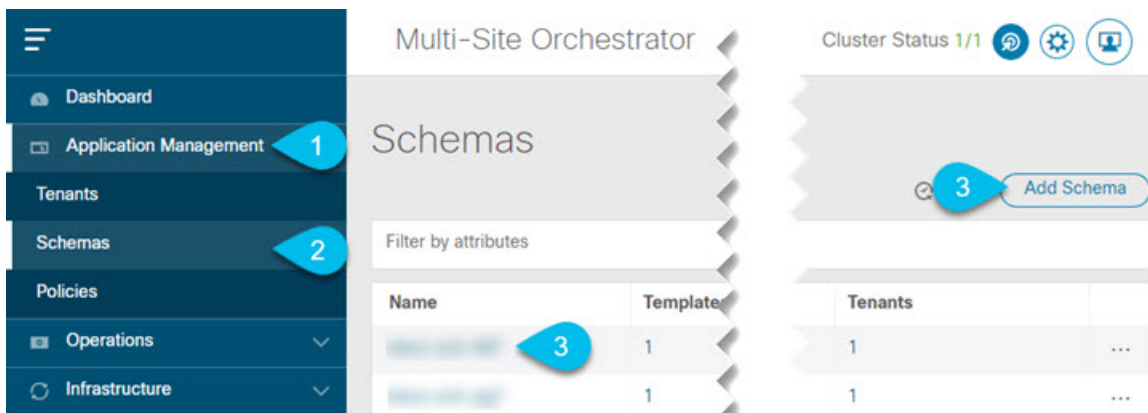 Multi-Site Orchestrator
Cluster Status 1/1
Dashboard
Application Management
1
Tenants
Schemas
2
Policies
Operations
Infrastructure
Schemas
3
Add Schema
Filter by attributes
Name
Templates
Tenants
3
1
1
...
1
1
...